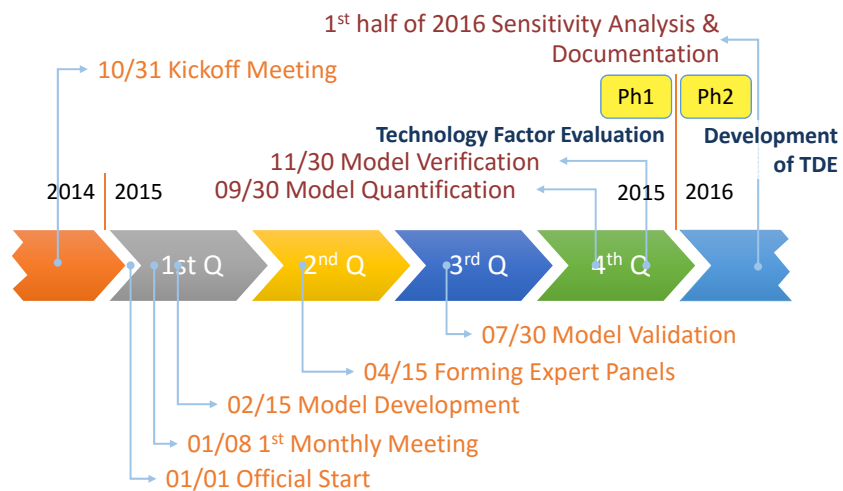 1st half of 2016 Sensitivity Analysis &
Documentation
10/31 Kickoff Meeting
Ph1
Ph2
Technology Factor Evaluation
Development
of TDE
11/30 Model Verification
09/30 Model Quantification
2014
2015
2015
2016
1st Q
2nd Q
3rd Q
4th Q
07/30 Model Validation
04/15 Forming Expert Panels
02/15 Model Development
01/08 1st Monthly Meeting
01/01 Official Start